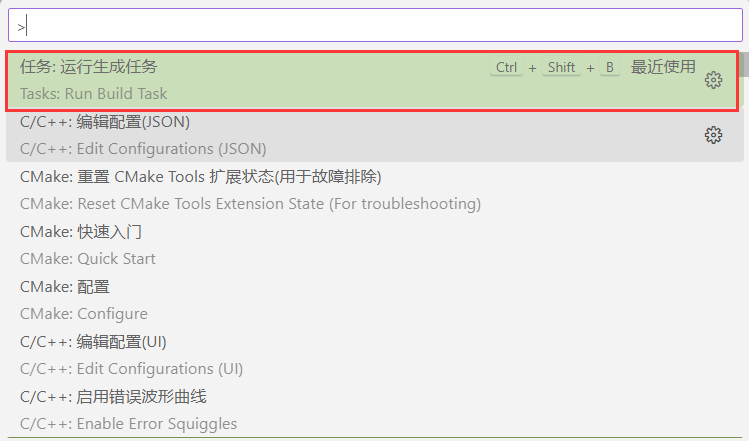 >
任务: 运行生成任务 Ctrl + Shift + B 最近使用
Tasks: Run Build Task
C/C++: 编辑配置(JSON)
C/C++: Edit Configurations (JSON)
CMake: 重置 CMake Tools 扩展状态(用于故障排除)
CMake: Reset CMake Tools Extension State (For troubleshooting)
CMake: 快速入门
CMake: Quick Start
CMake: 配置
CMake: Configure
C/C++: 编辑配置(UI)
C/C++: Edit Configurations (UI)
C/C++: 启用错误波形曲线
C/C++: Enable Error Squiggles